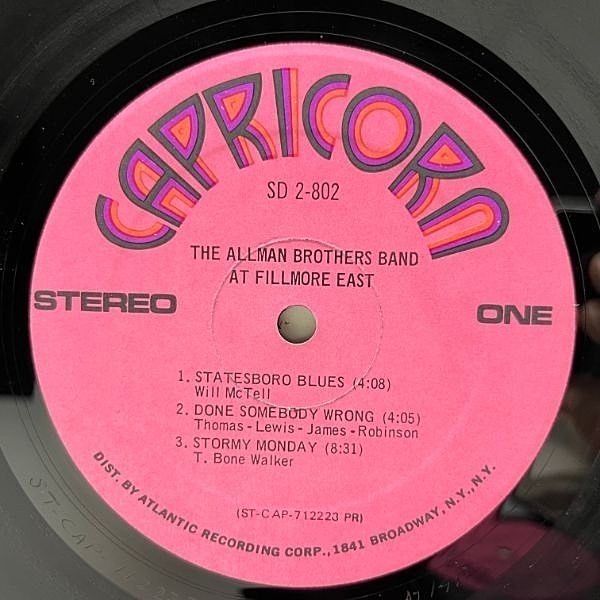 CAPRICORN
SD 2-802
THE ALLMAN BROTHERS BAND
AT FILLMORE EAST
STEREO
ONE
1. STATESBORO BLUES (4:08)
Will McTell
2. DONE SOMEBODY WRONG (4:05)
Thomas-Lewis-James-Robinson
3. STORMY MONDAY (8:31)
T. Bone Walker
(ST-CAP-712223 PR)
DIST. BY ATLANTIC RECORDING CORP., 1841 BROADWAY, N.Y., N.Y.
ST-CAP